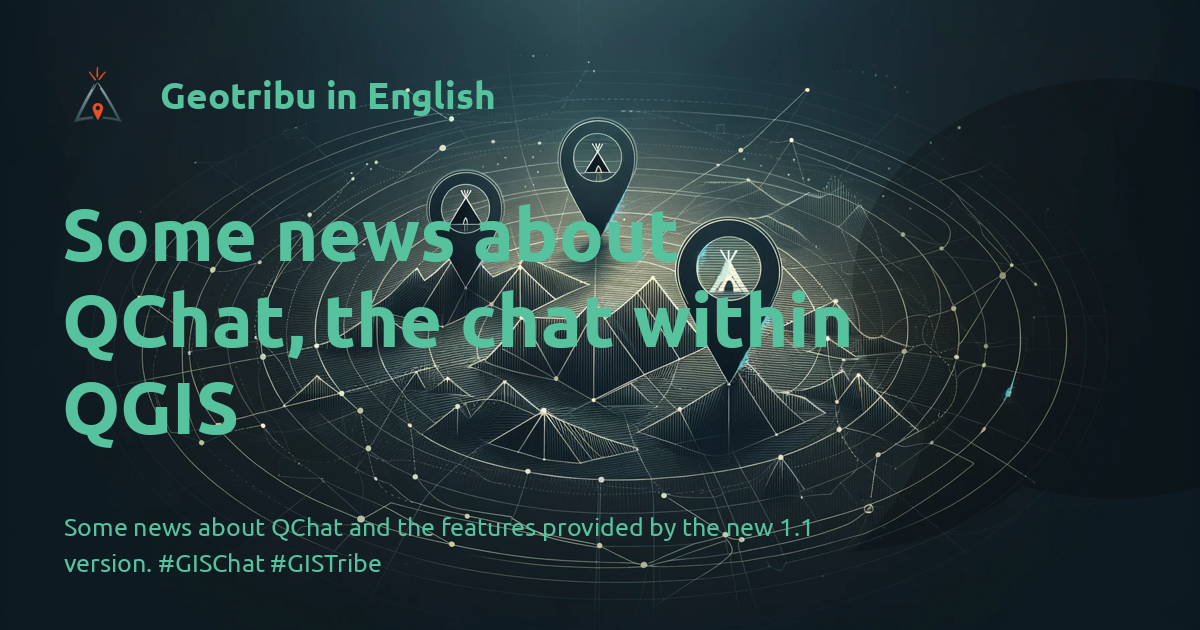 Geotribu in English
Some news about
QChat, the chat within
QGIS
Some news about QChat and the features provided by the new 1.1
version. #GISChat #GISTribe